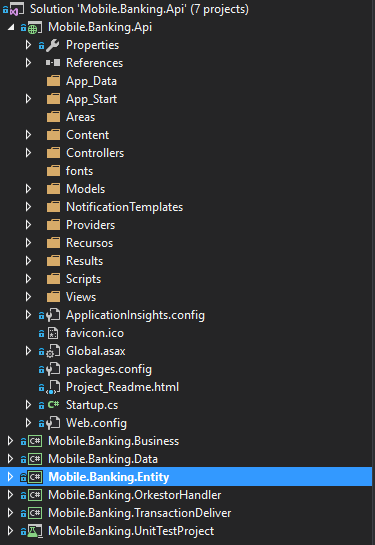 Solution 'Mobile.Banking.Api' (7 projects)
Mobile.Banking.Api
Properties
References
App_Data
App_Start
Areas
Content
Controllers
fonts
Models
NotificationTemplates
Providers
Recursos
Results
Scripts
Views
ApplicationInsights.config
favicon.ico
Global.asax
packages.config
Project_Readme.html
C# Startup.cs
Web.config
C# Mobile.Banking.Business
C# Mobile.Banking.Data
C# Mobile.Banking.Entity
C# Mobile.Banking.OrkestorHandler
C# Mobile.Banking.TransactionDeliver
Mobile.Banking.UnitTestProject